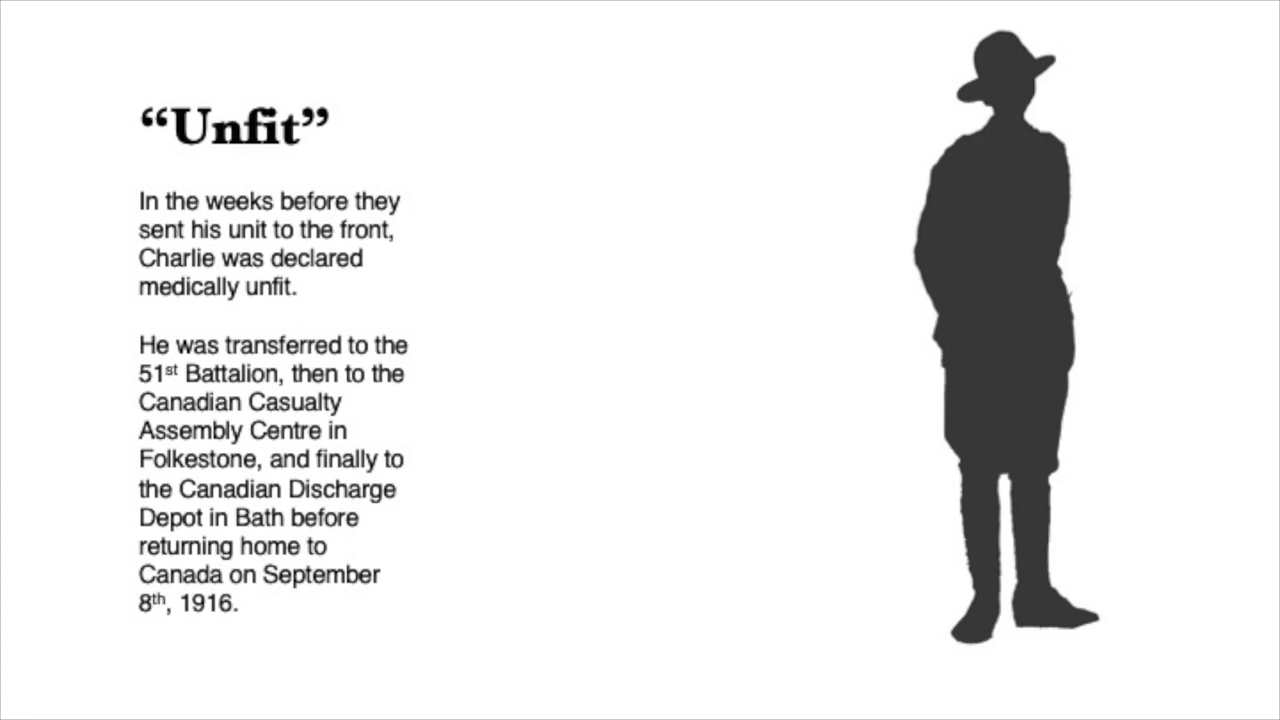 “Unfit”
In the weeks before they
sent his unit to the front,
Charlie was declared
medically unfit.
He was transferred to the
51st Battalion, then to the
Canadian Casualty
Assembly Centre in
Folkestone, and finally to
the Canadian Discharge
Depot in Bath before
returning home to
Canada on September
8th, 1916.